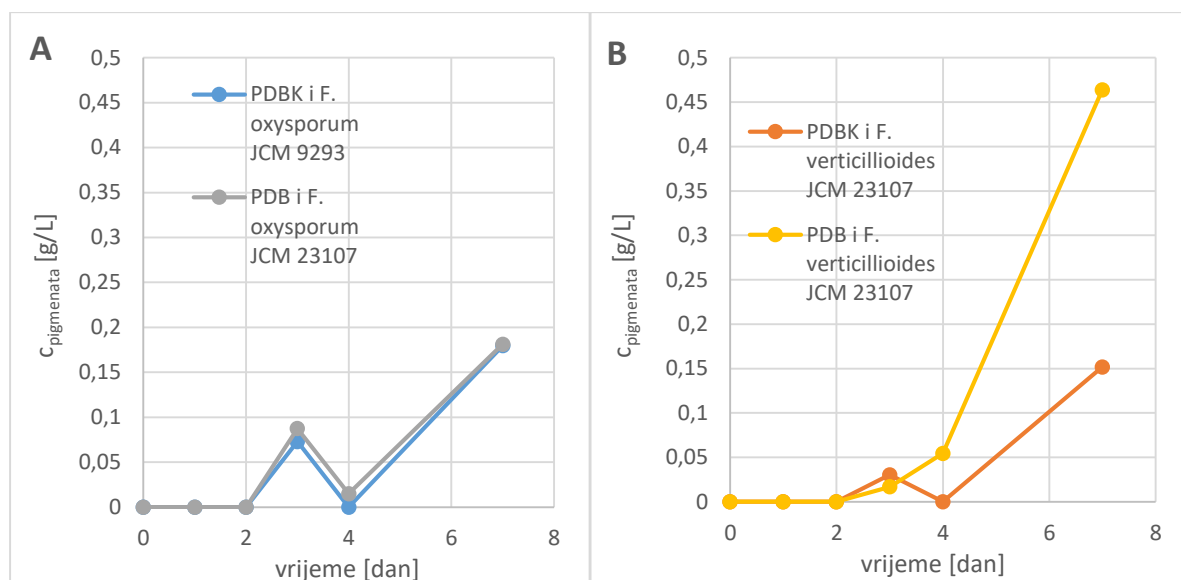 A
0,5
0,45
0,4
0,35
0,3
0,25
0,2
0,15
0,1
0,05
0
c pigmenata [g/L]
PDBK i F.
oxysporum
JCM 9293
PDB i F.
oxysporum
JCM 23107
0 2 4 6 8
vrijeme [dan]
B
0,5
0,45
0,4
0,35
0,3
0,25
0,2
0,15
0,1
0,05
0
c pigmenata [g/L]
PDBK i F.
verticillioides
JCM 23107
PDB i F.
verticillioides
JCM 23107
0 2 4 6 8
vrijeme [dan]